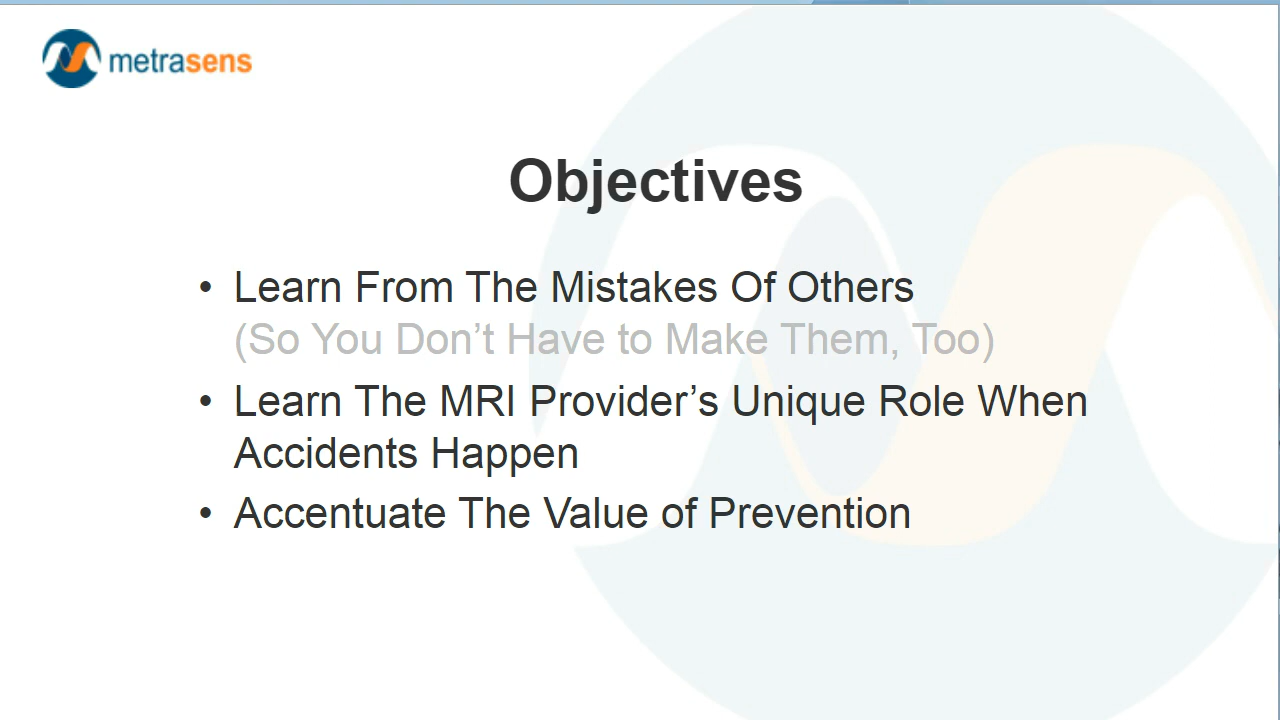 metrasens
Objectives
• Learn From The Mistakes Of Others
(So You Don’t Have to Make Them, Too)
• Learn The MRI Provider’s Unique Role When
Accidents Happen
• Accentuate The Value of Prevention